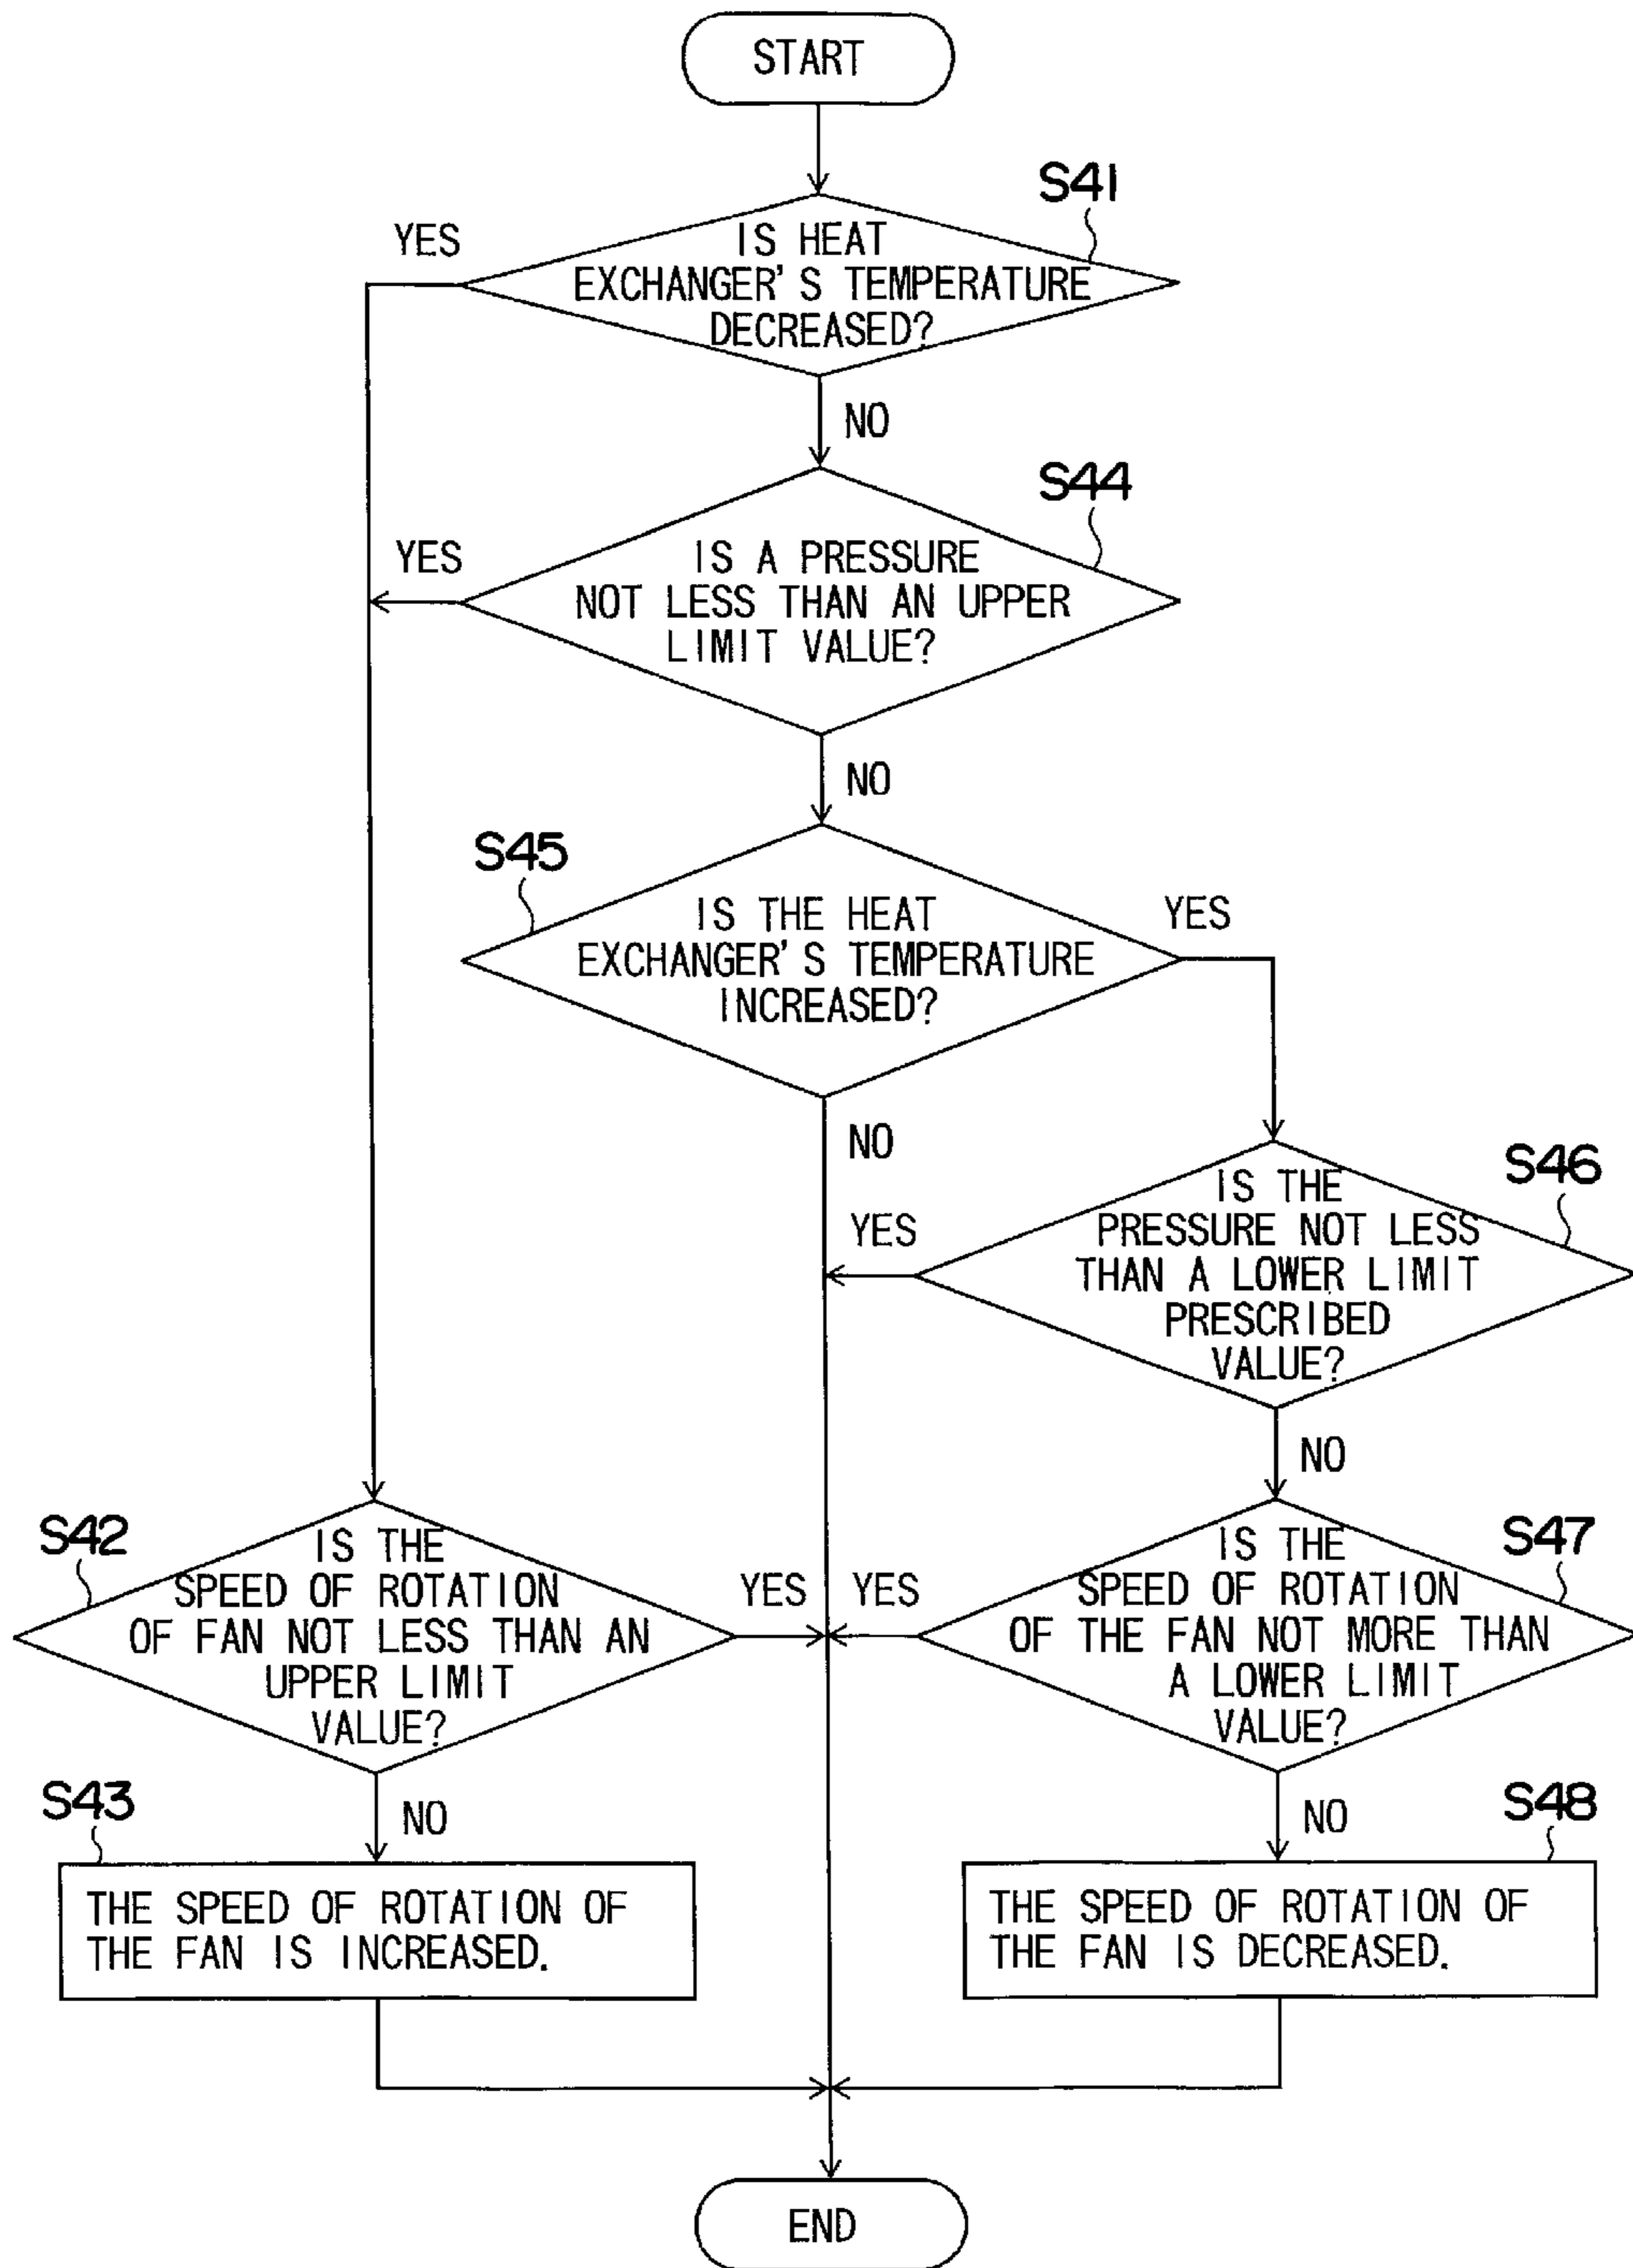 START
S41
YES
IS HEAT
EXCHANGER'S TEMPERATURE
DECREASED?
NO
S44
YES
IS A PRESSURE
NOT LESS THAN AN UPPER
LIMIT VALUE?
NO
S45
IS THE HEAT
EXCHANGER'S TEMPERATURE
INCREASED?
YES
NO
S46
YES
IS THE
PRESSURE NOT LESS
THAN A LOWER LIMIT
PRESCRIBED
VALUE?
NO
S42
IS THE
SPEED OF ROTATION
OF FAN NOT LESS THAN AN
UPPER LIMIT
VALUE?
YES
YES
S47
IS THE
SPEED OF ROTATION
OF THE FAN NOT MORE THAN
A LOWER LIMIT
VALUE?
S43
NO
NO
S48
THE SPEED OF ROTATION OF
THE FAN IS INCREASED.
THE SPEED OF ROTATION OF
THE FAN IS DECREASED.
END